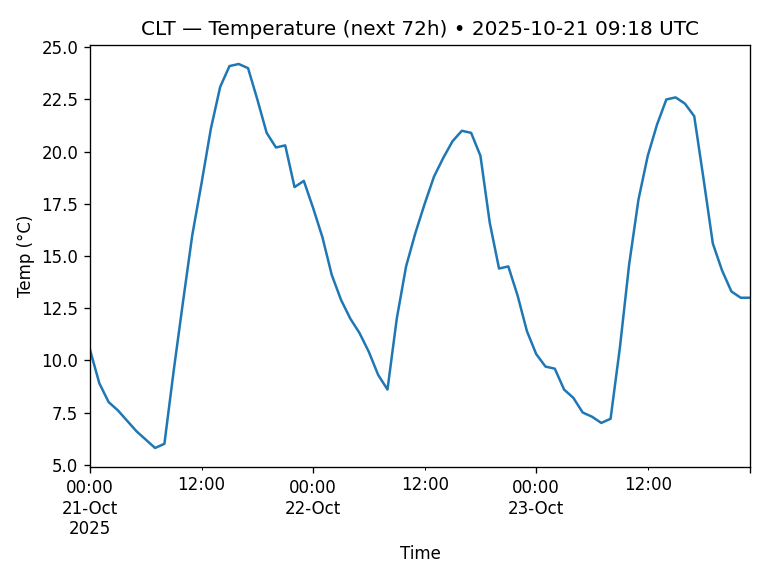 CLT — Temperature (next 72h) • 2025-10-21 09:18 UTC
25.0
22.5
20.0
17.5
15.0
12.5
10.0
7.5
5.0
Temp (°C)
00:00 12:00 00:00 12:00 00:00 12:00
21-Oct 22-Oct 23-Oct
2025
Time